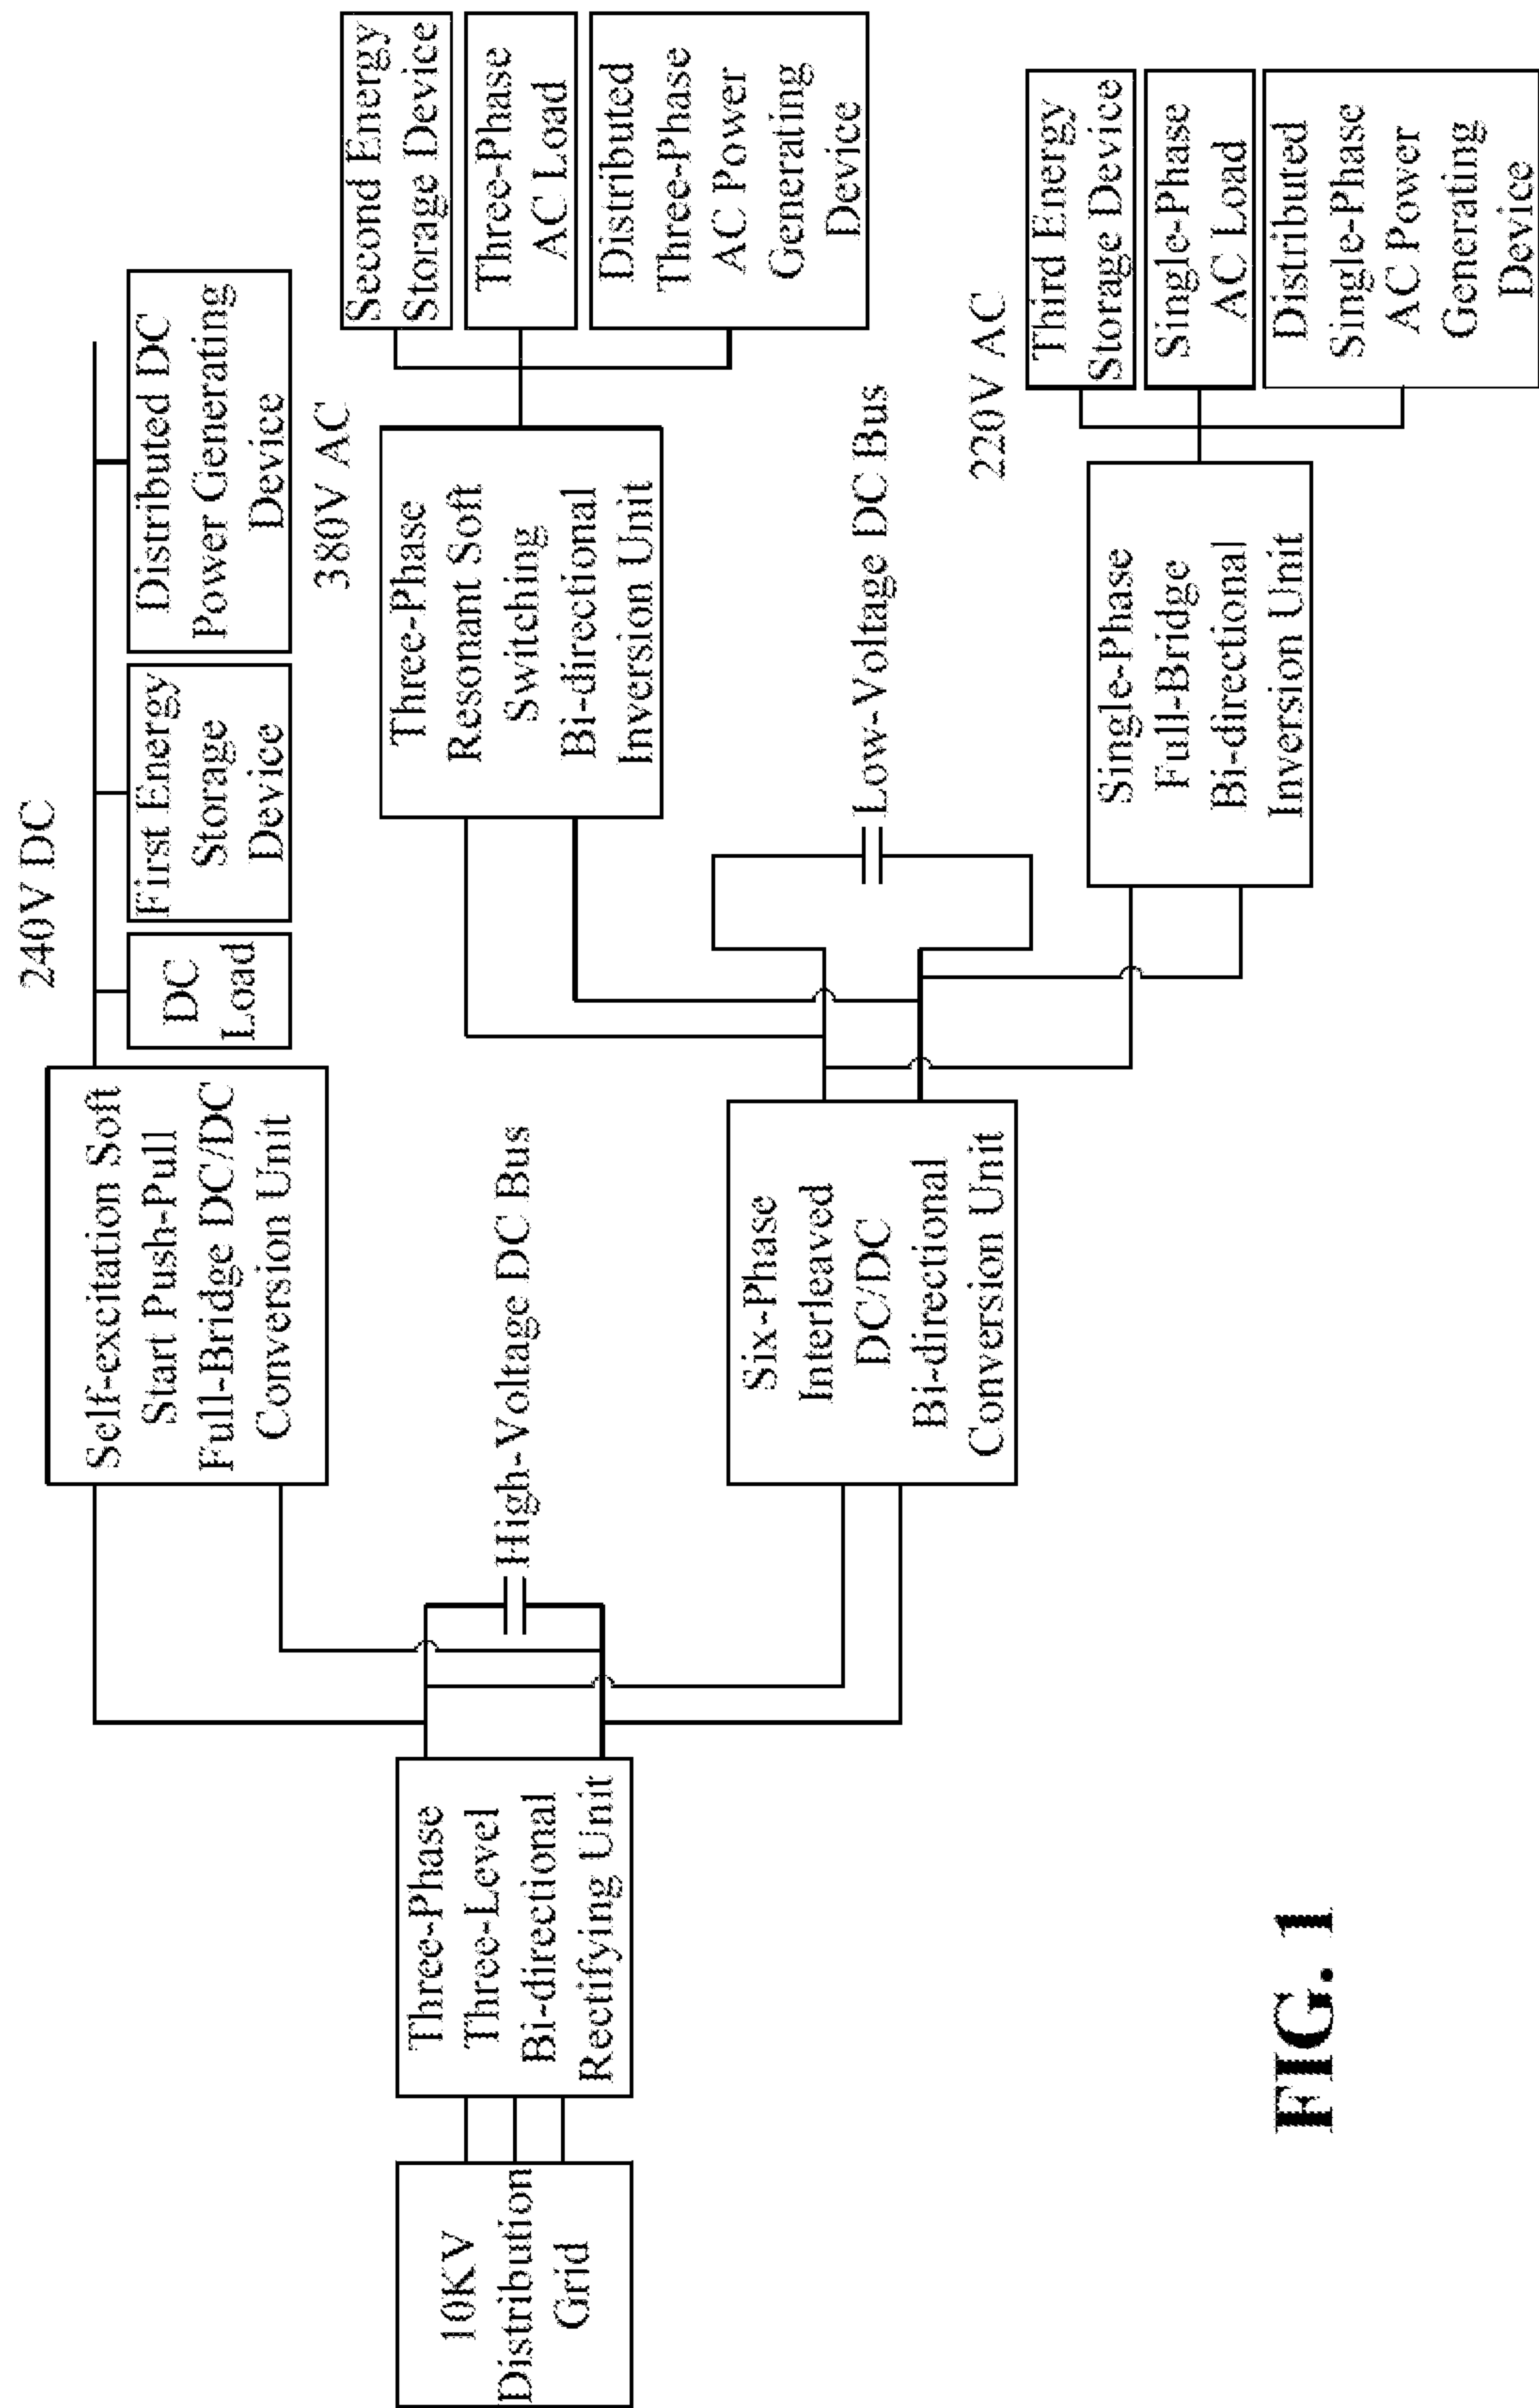 10KV
Distribution
Grid
Three-Phase
Three-Level
Bi-directional
Rectifying Unit
High-Voltage DC Bus
Self-excitation Soft
Start Push-Pull
Full-Bridge DC/DC
Conversion Unit
240V DC
DC
Load
First Energy
Storage
Device
Distributed DC
Power Generating
Device
Six-Phase
Interleaved
DC/DC
Bi-directional
Conversion Unit
Low-Voltage DC Bus
Three-Phase
Resonant Soft
Switching
Bi-directional
Inversion Unit
380V AC
Second Energy
Storage Device
Three-Phase
AC Load
Distributed
Three-Phase
AC Power
Generating
Device
Single-Phase
Full-Bridge
Bi-directional
Inversion Unit
220V AC
Third Energy
Storage Device
Single-Phase
AC Load
Distributed
Single-Phase
AC Power
Generating
Device
FIG. 1